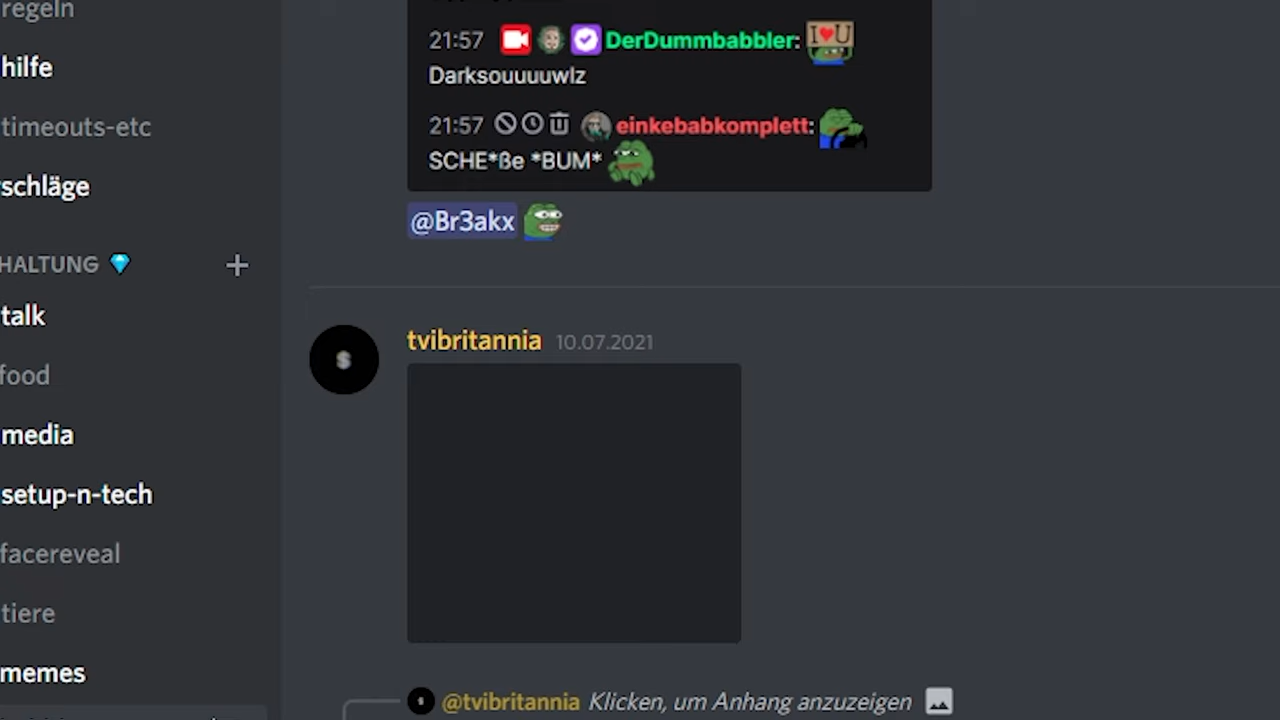 regeln
hilfe
timeouts-etc
schläge
HALTUNG
talk
food
media
setup-n-tech
facereveal
tiere
memes
21:57 DerDummbabbler:
Darksouuuuwlz
21:57 einkebabkomplett:
SCHE*ße *BUM*
@Br3akx
tvibritannia 10.07.2021
@tvibritannia Klicken, um Anhang anzuzeigen